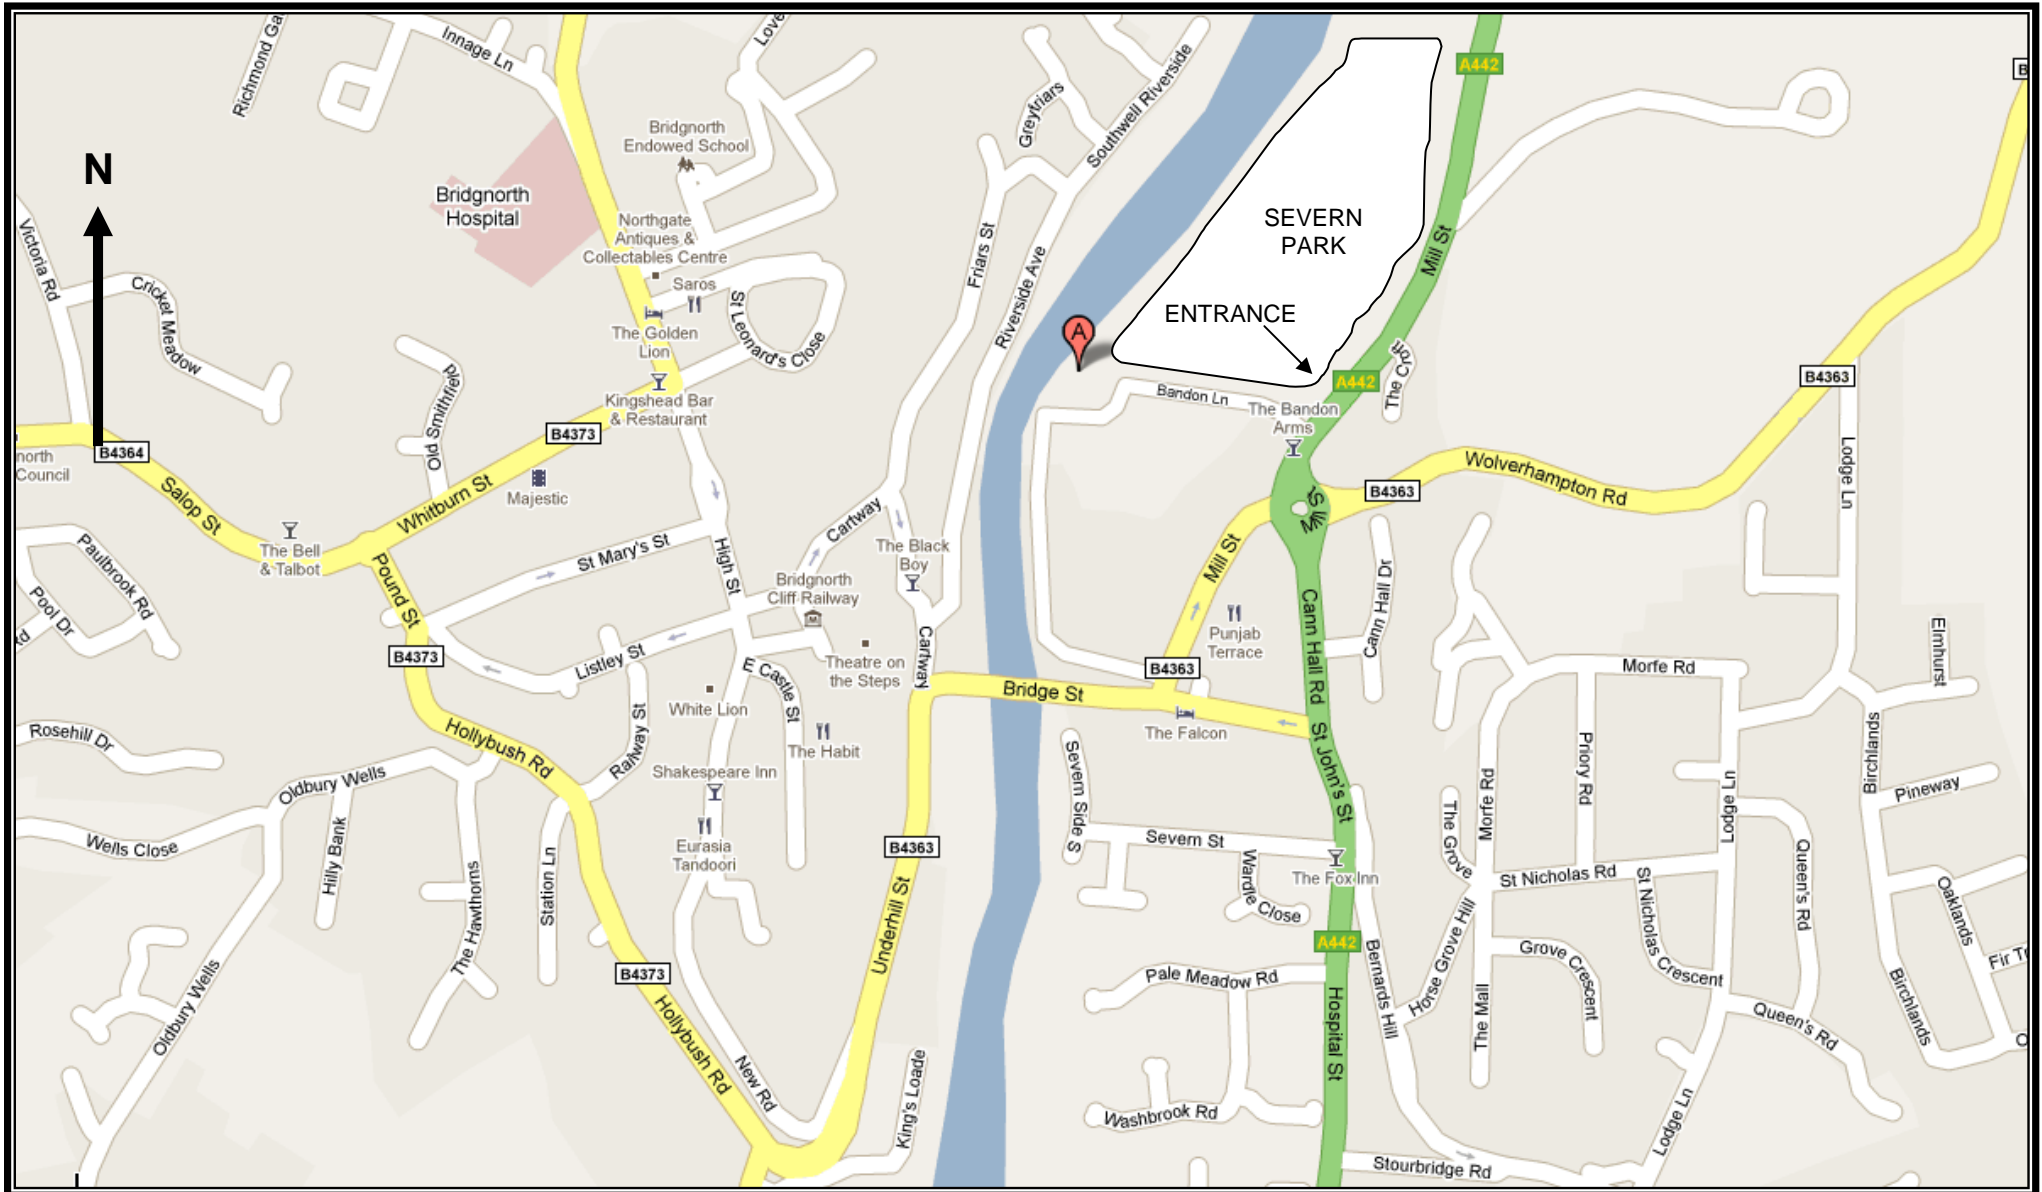 Richmond Ga
Innage Ln
Love
A442
B
Bridgnorth
Endowed School
Greyfriars
Southwell Riverside
N
Bridgnorth
Hospital
Northgate
Antiques &
Collectables Centre
Saros
SEVERN
PARK
Mill St
Victoria Rd
Cricket Meadow
Friars St
Riverside Ave
The Golden
Lion
St Leonard's Close
A
ENTRANCE
A442
The Croft
B4363
Old Smithfield
Kingshead Bar
& Restaurant
Bandon Ln
The Bandon
Arms
B4373
B4364
north
Council
Salop St
Whitburn St
Majestic
Wolverhampton Rd
B4363
Lodge Ln
Mill St
The Bell
& Talbot
Cartway
The Black
Boy
Paulbrook Rd
Pool Dr
Rd
Pound St
St Mary's St
High St
Bridgnorth
Cliff Railway
Mill St
Punjab
Terrace
Cann Hall Rd
Cann Hall Dr
Elmhurst
B4373
Listley St
E Castle St
Theatre on
the Steps
Cartway
B4363
Morfe Rd
White Lion
Bridge St
The Falcon
St John's St
Rosehill Dr
Hollybush Rd
Railway St
The Habit
Severn Side S
Priory Rd
Birchlands
Oldbury Wells
Shakespeare Inn
Morfe Rd
Lodge Ln
Pineway
Wells Close
Hilly Bank
Eurasia
Tandoori
B4363
Severn St
The Grove
Queen's Rd
The Hawthorns
Station Ln
Wardle Close
The Fox Inn
St Nicholas Rd
St Nicholas Crescent
Oaklands
Underhill St
A442
Bernards Hill
Horse Grove Hill
Grove Crescent
Fir Tr
Oldbury Wells
B4373
Pale Meadow Rd
The Mall
Birchlands
Hollybush Rd
Hospital St
Queen's Rd
O
New Rd
King's Loade
Washbrook Rd
Lodge Ln
Stourbridge Rd